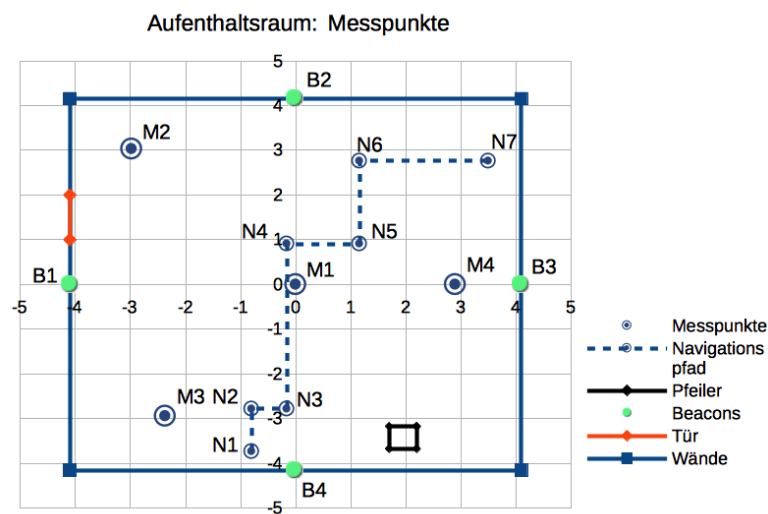 Aufenthaltsraum: Messpunkte
5
B2
4
M2
3
N6
N7
2
N4
1
N5
B1
0
M1
M4
B3
-5
-4
-3
-2
-1
0
1
2
3
4
5
-1
-2
M3
N2
N3
-3
N1
-4
B4
-5
Messpunkte
Navigations
pfad
Pfeiler
Beacons
Tür
Wände